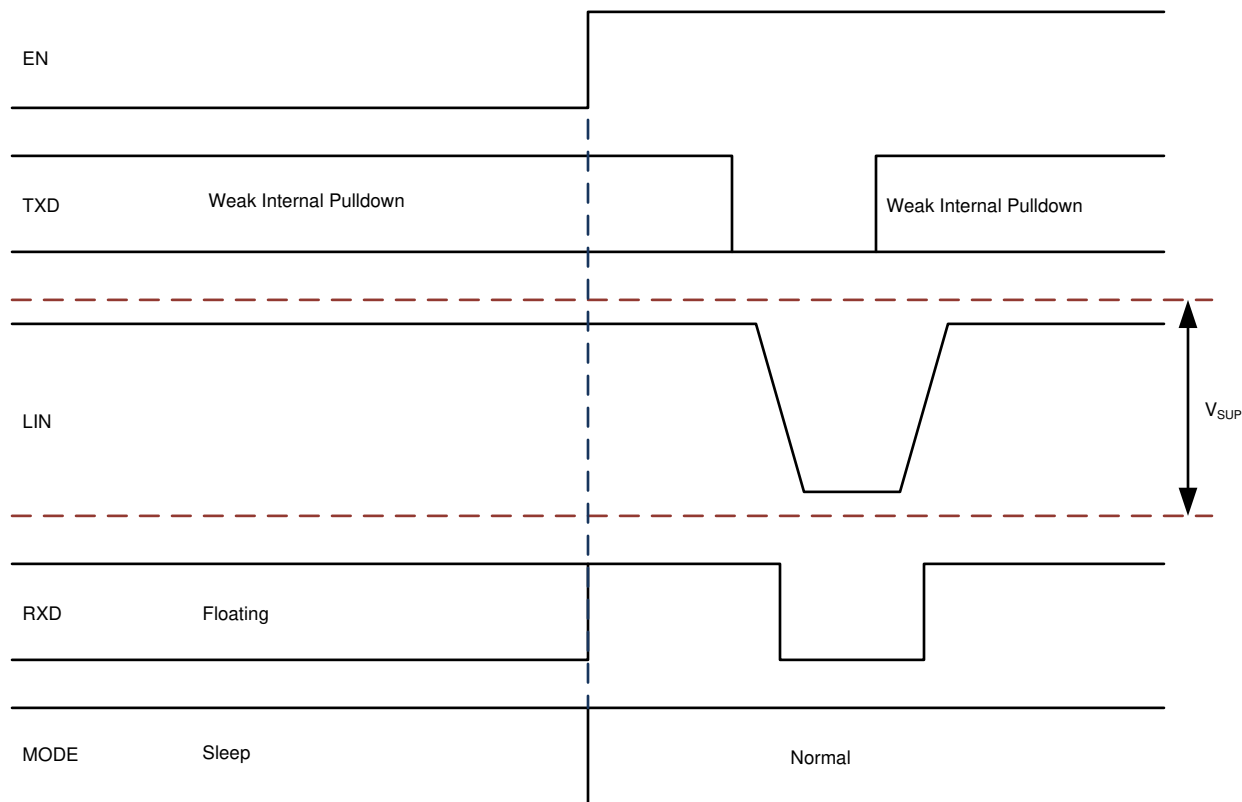 EN
TXD
Weak Internal Pulldown
Weak Internal Pulldown
LIN
VSUP
RXD
Floating
MODE
Sleep
Normal